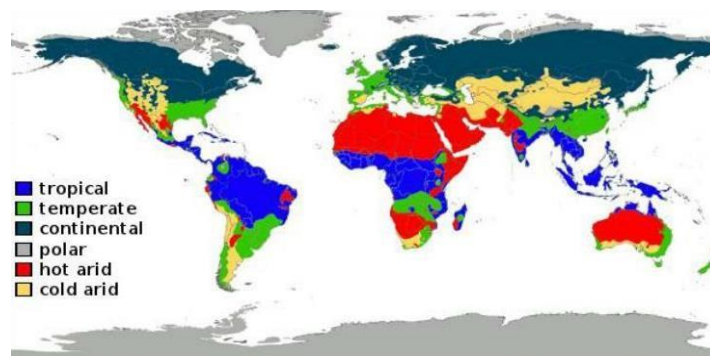 tropical
temperate
continental
polar
hot arid
cold arid